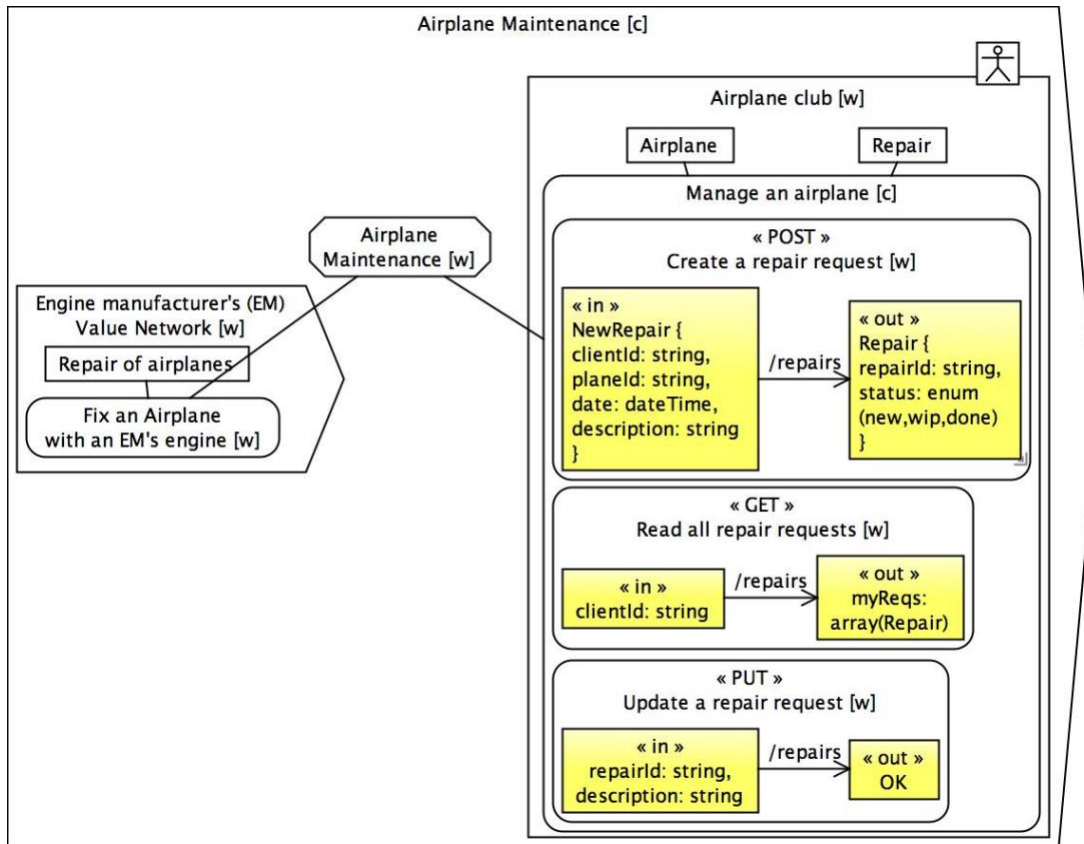 Airplane Maintenance [c]
Airplane club [w]
Airplane
Repair
Manage an airplane [c]
« POST »
Create a repair request [w]
« in »
NewRepair {
clientId: string,
planeId: string,
date: dateTime,
description: string
}
/repairs
« out »
Repair {
repairId: string,
status: enum
(new,wip,done)
}
Airplane
Maintenance [w]
Engine manufacturer's (EM)
Value Network [w]
Repair of airplanes
Fix an Airplane
with an EM's engine [w]
« GET »
Read all repair requests [w]
« in »
clientId: string
/repairs
« out »
myReqs:
array(Repair)
« PUT »
Update a repair request [w]
« in »
repairId: string,
description: string
/repairs
« out »
OK